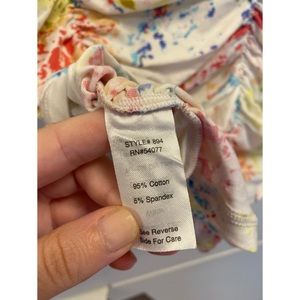 STYLE# 894
RN#54077
95% Cotton
5% Spandex
See Reverse
Side For Care